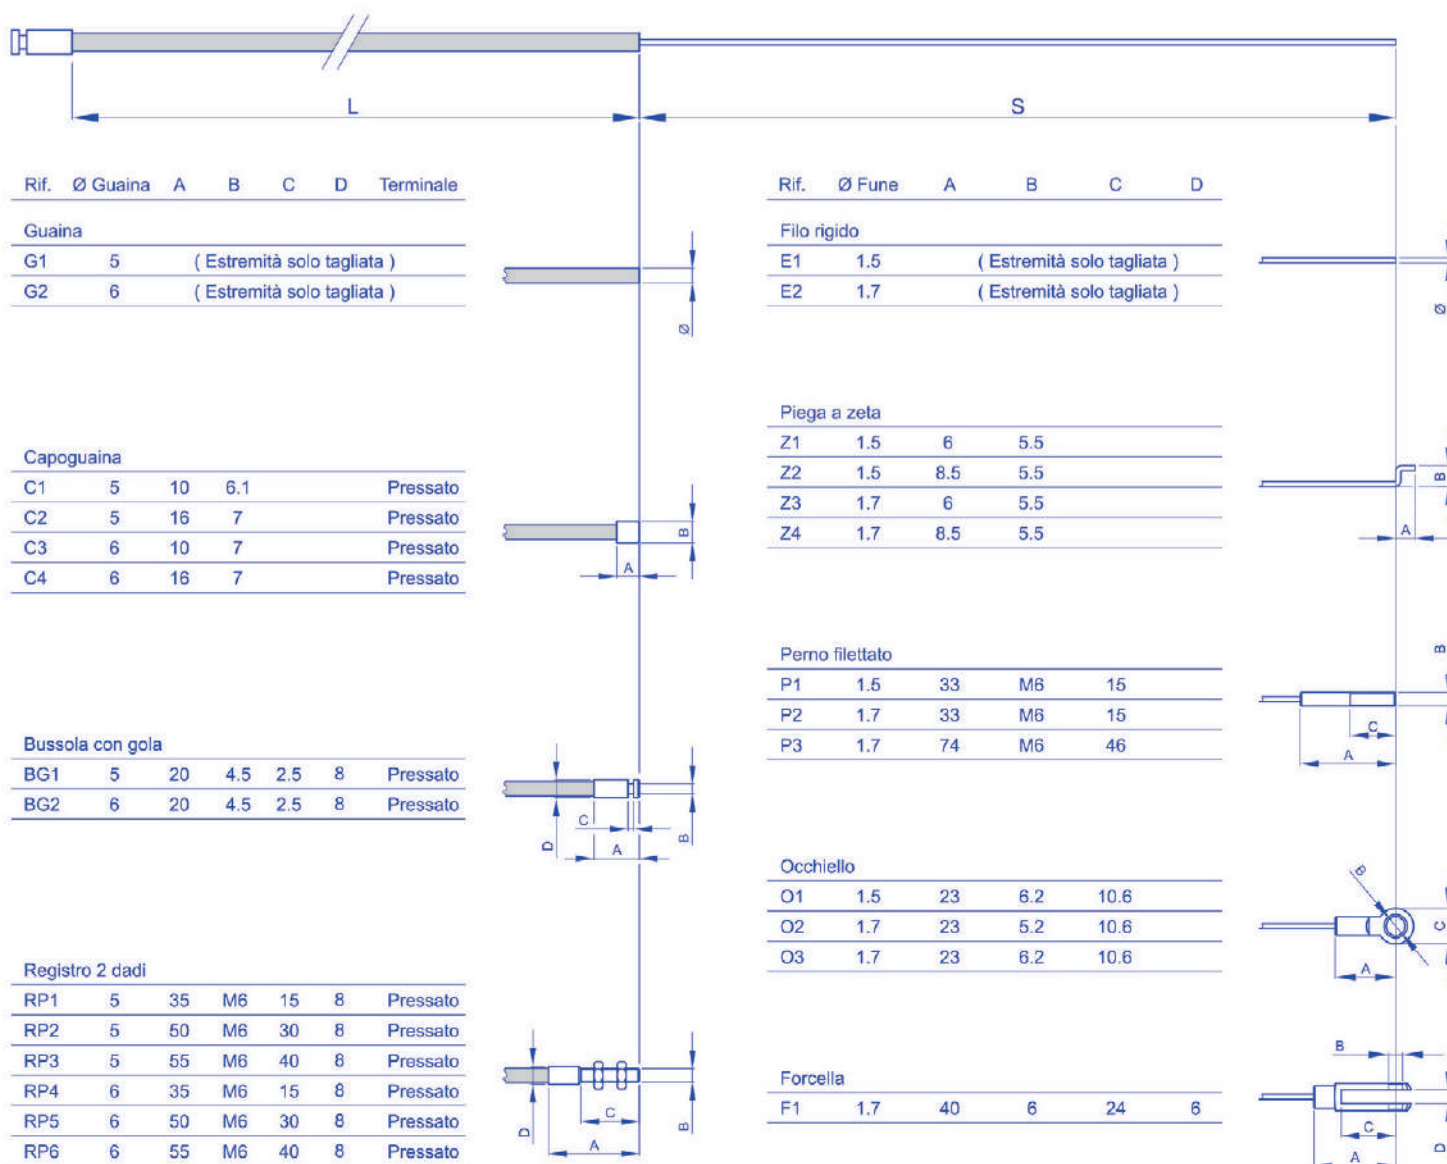 L
S
Rif. Ø Guaina A B C D Terminale
Guaina
G1 5 ( Estremità solo tagliata )
G2 6 ( Estremità solo tagliata )
Ø
Capoguaina
C1 5 10 6.1 Pressato
C2 5 16 7 Pressato
C3 6 10 7 Pressato
C4 6 16 7 Pressato
B
A
Bussola con gola
BG1 5 20 4.5 2.5 8 Pressato
BG2 6 20 4.5 2.5 8 Pressato
C
D
A
B
Registro 2 dadi
RP1 5 35 M6 15 8 Pressato
RP2 5 50 M6 30 8 Pressato
RP3 5 55 M6 40 8 Pressato
RP4 6 35 M6 15 8 Pressato
RP5 6 50 M6 30 8 Pressato
RP6 6 55 M6 40 8 Pressato
C
D
A
B
Rif. Ø Fune A B C D
Filo rigido
E1 1.5 ( Estremità solo tagliata )
E2 1.7 ( Estremità solo tagliata )
Ø
Piega a zeta
Z1 1.5 6 5.5
Z2 1.5 8.5 5.5
Z3 1.7 6 5.5
Z4 1.7 8.5 5.5
B
A
Perno filettato
P1 1.5 33 M6 15
P2 1.7 33 M6 15
P3 1.7 74 M6 46
B
C
A
Occhiello
O1 1.5 23 6.2 10.6
O2 1.7 23 5.2 10.6
O3 1.7 23 6.2 10.6
B
C
A
Forcella
F1 1.7 40 6 24 6
B
C
D
A